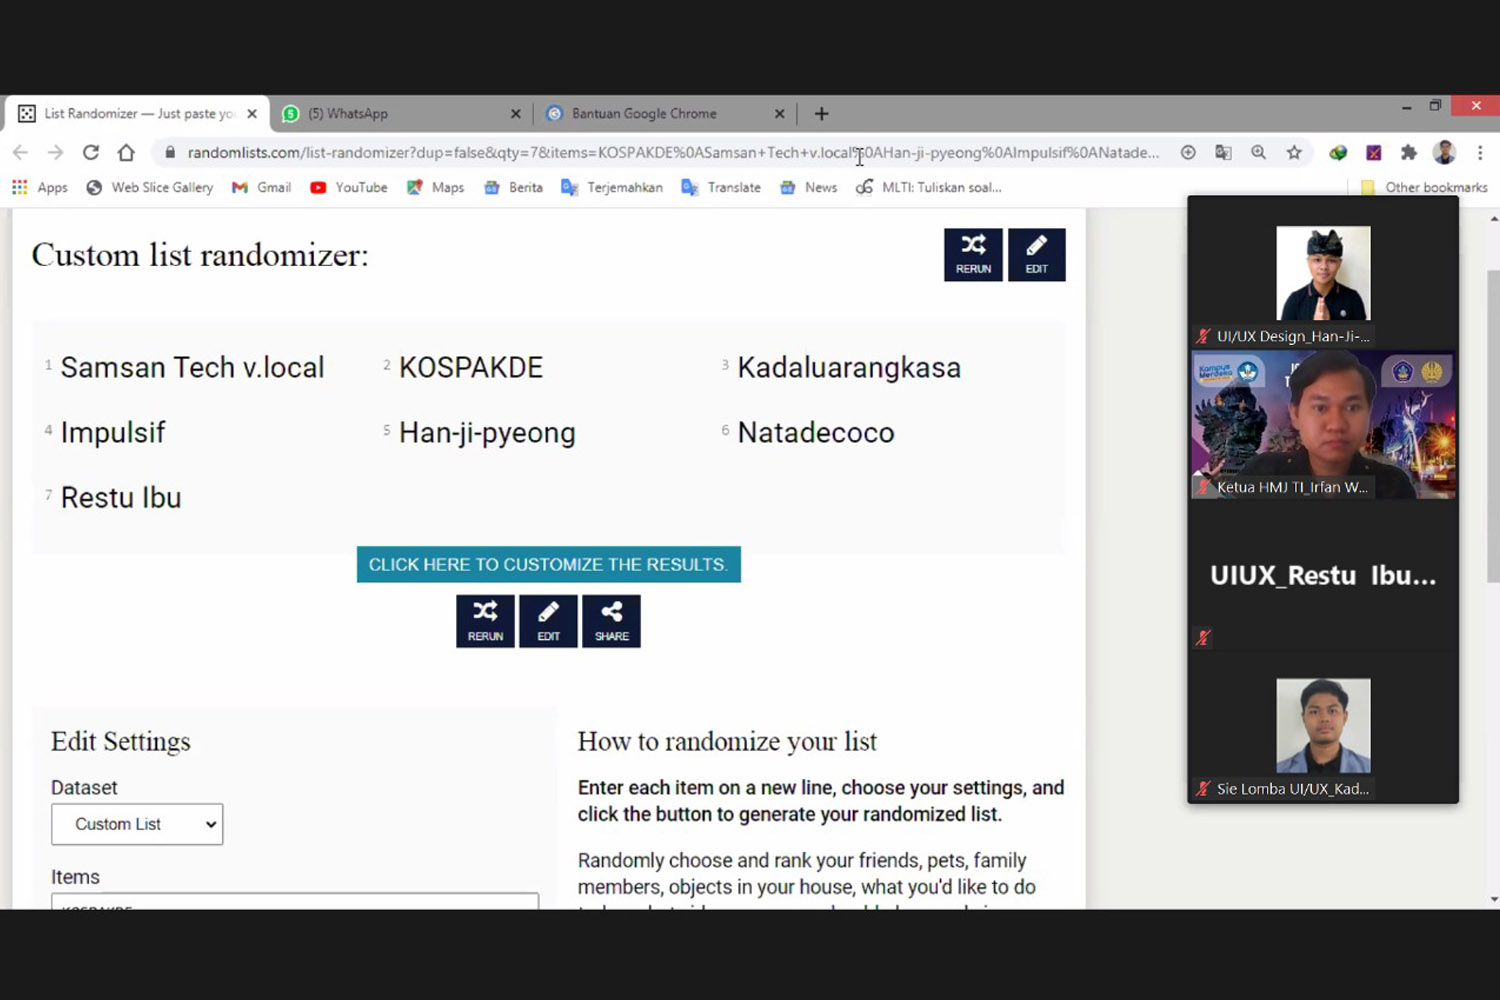 List Randomizer — Just paste yo
(5) WhatsApp
Bantuan Google Chrome
randomlists.com/list-randomizer?dup=false&qty=7&items=KOSPAKDE%0ASamsan+Tech+v.local%0AHan-ji-pyeong%0AImpulsif%0ANatade...
Apps
Web Slice Gallery
Gmail
YouTube
Maps
Berita
Terjemahkan
Translate
News
MLTI: Tuliskan soal...
Other bookmarks
Custom list randomizer:
RERUN
EDIT
1 Samsan Tech v.local
2 KOSPAKDE
3 Kadaluarangkasa
4 Impulsif
5 Han-ji-pyeong
6 Natadecoco
7 Restu Ibu
CLICK HERE TO CUSTOMIZE THE RESULTS.
RERUN
EDIT
SHARE
Edit Settings
Dataset
Custom List
Items
How to randomize your list
Enter each item on a new line, choose your settings, and
click the button to generate your randomized list.
Randomly choose and rank your friends, pets, family
members, objects in your house, what you'd like to do
UI/UX Design_Han-Ji-...
Kampus
Merdeka
Ketua HMJ TI_Irfan W...
UIUX_Restu Ibu...
Sie Lomba UI/UX_Kad...